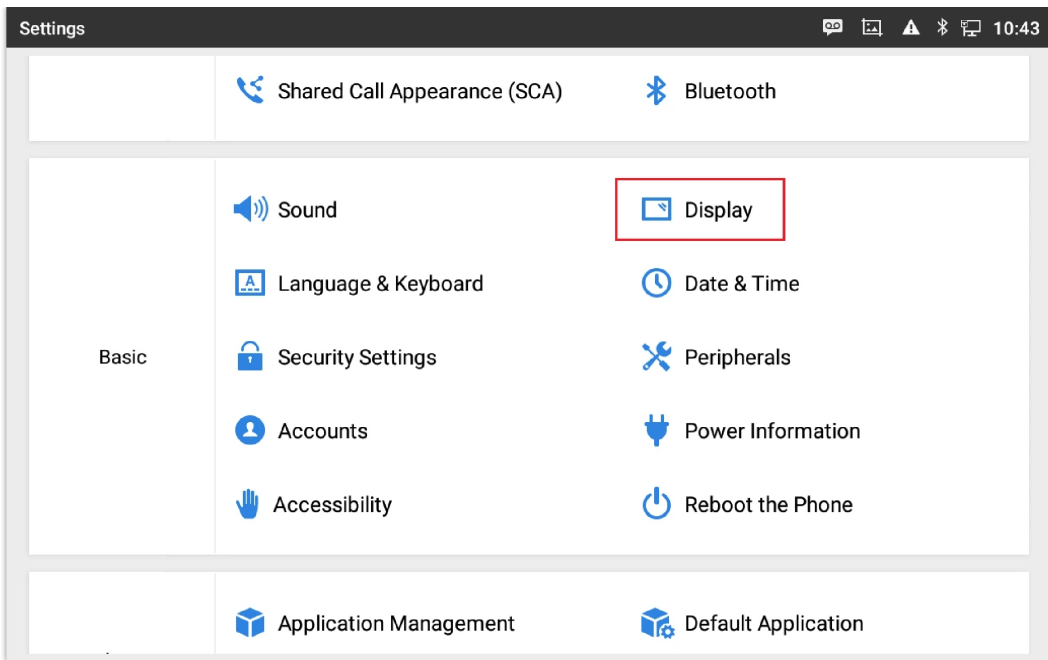 Settings 10:43
Shared Call Appearance (SCA) Bluetooth
Sound Display
Language & Keyboard Date & Time
Basic Security Settings Peripherals
Accounts Power Information
Accessibility Reboot the Phone
Application Management Default Application